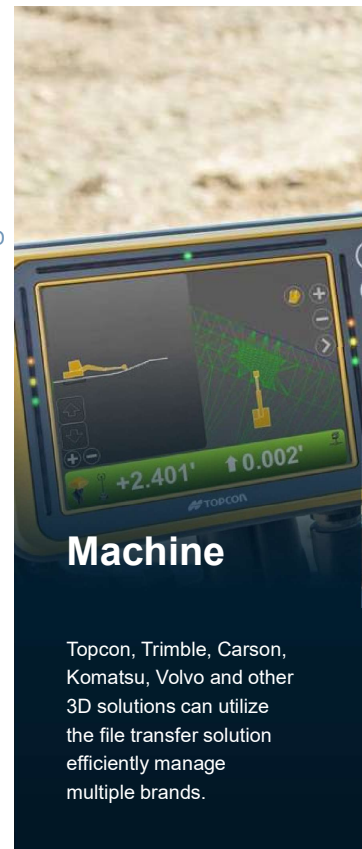 +2.401' 0.002'
TOPCON
Machine
Topcon, Trimble, Carson,
Komatsu, Volvo and other
3D solutions can utilize
the file transfer solution
efficiently manage
multiple brands.